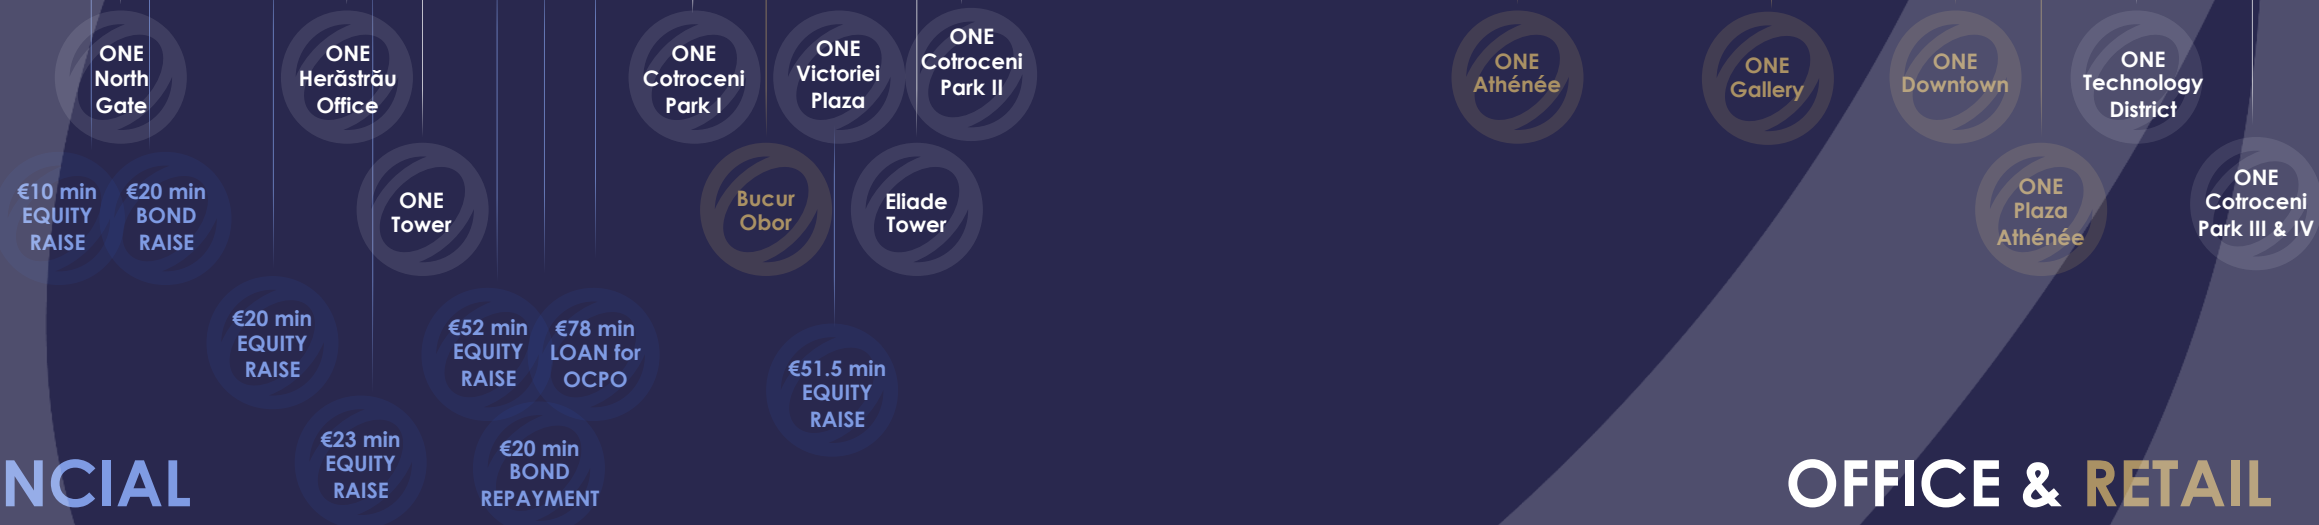 ONE
North
Gate
ONE
Herăstrău
Office
ONE
Cotroceni
Park I
ONE
Victoriei
Plaza
ONE
Cotroceni
Park II
ONE
Athénée
ONE
Gallery
ONE
Downtown
ONE
Technology
District
€10 min
EQUITY
RAISE
€20 min
BOND
RAISE
ONE
Tower
Bucur
Obor
Eliade
Tower
ONE
Plaza
Athénée
ONE
Cotroceni
Park III & IV
€20 min
EQUITY
RAISE
€52 min
EQUITY
RAISE
€78 min
LOAN for
OCPO
€51.5 min
EQUITY
RAISE
€23 min
EQUITY
RAISE
€20 min
BOND
REPAYMENT
NCIAL
OFFICE & RETAIL